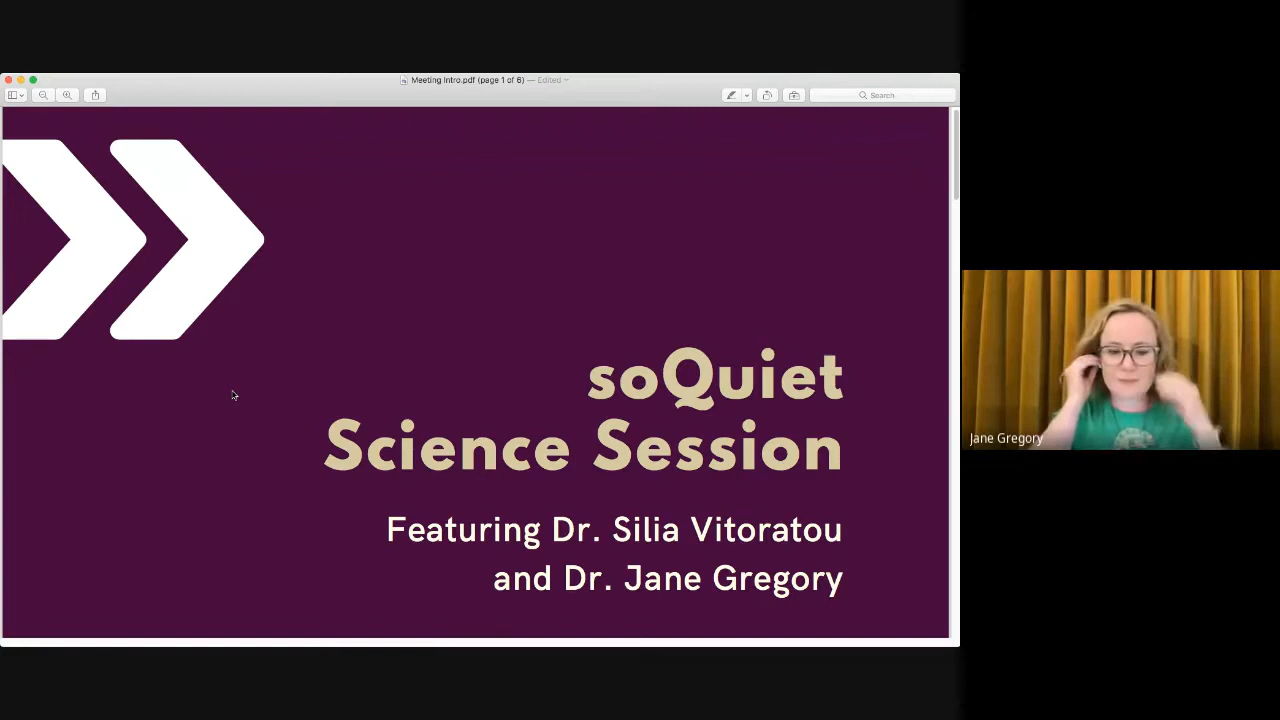 Meeting Intro.pdf (page 1 of 6) — Edited
Search
soQuiet
Science Session
Featuring Dr. Silia Vitoratou
and Dr. Jane Gregory
Jane Gregory